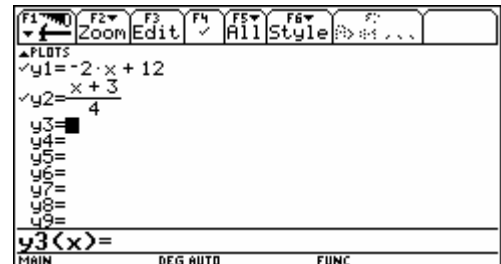 F1 F2 F3 F4 F5 F6 F7
Zoom Edit ✓ All Style
▲PLOTS
✓y1=-2·x + 12
✓y2=(x + 3)/4
y3=
y4=
y5=
y6=
y7=
y8=
y9=
y3(x)=
MAIN DEG AUTO FUNC